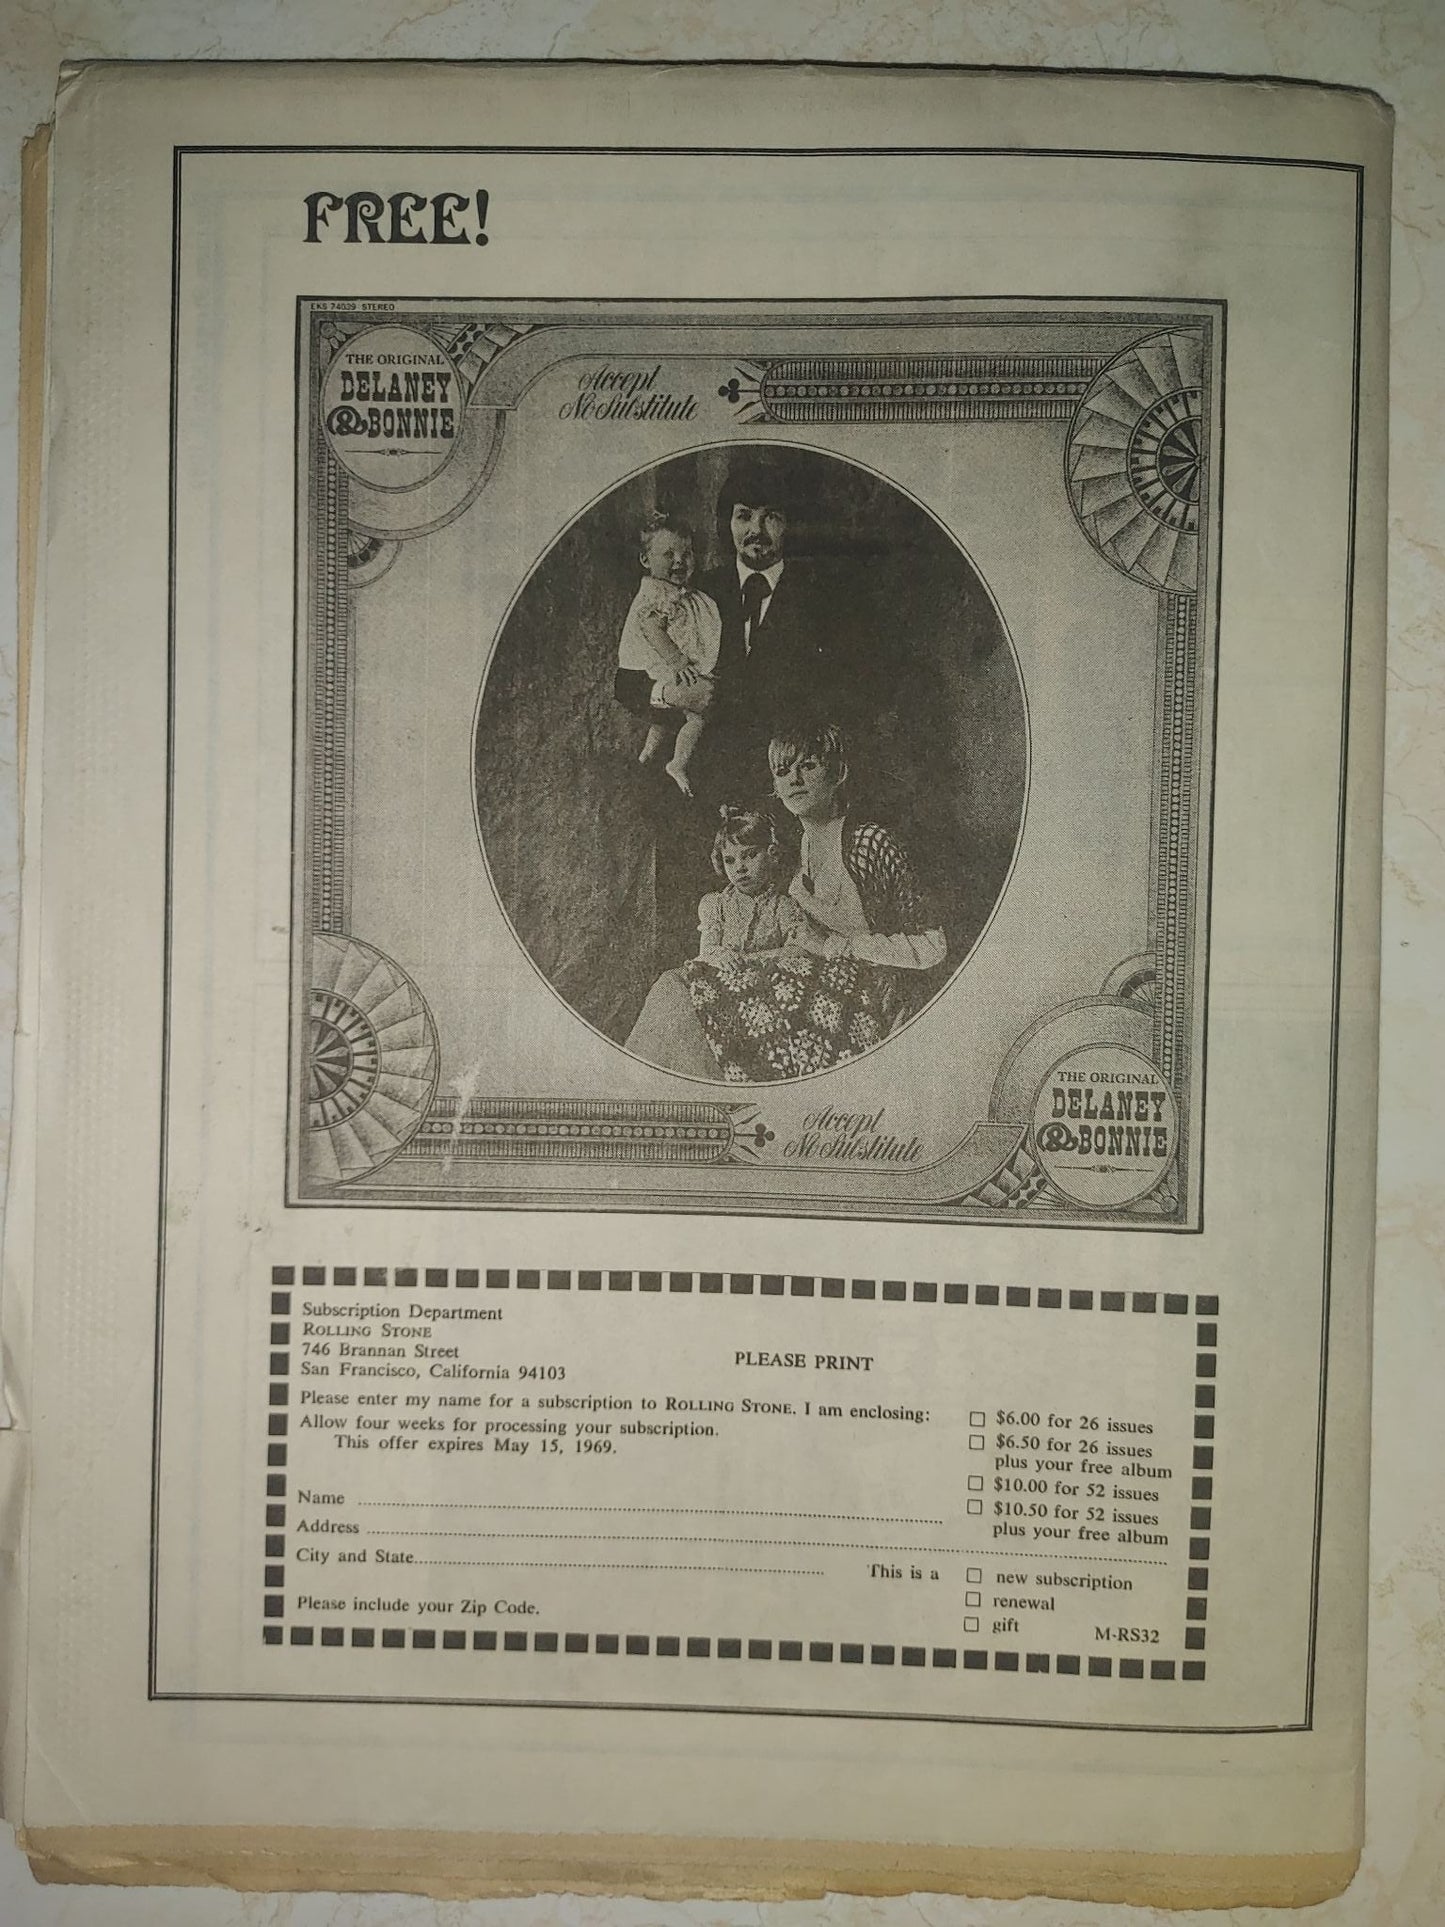 FREE!
EKS 74039 STEREO
THE ORIGINAL
DELANEY
& BONNIE
Accept
No Substitute
THE ORIGINAL
DELANEY
& BONNIE
Accept
No Substitute
Subscription Department
ROLLING STONE
746 Brannan Street
San Francisco, California 94103
PLEASE PRINT
Please enter my name for a subscription to ROLLING STONE. I am enclosing:
Allow four weeks for processing your subscription.
This offer expires May 15, 1969.
☐ $6.00 for 26 issues
☐ $6.50 for 26 issues
plus your free album
☐ $10.00 for 52 issues
☐ $10.50 for 52 issues
plus your free album
Name
Address
City and State
This is a
☐ new subscription
☐ renewal
☐ gift
Please include your Zip Code.
M-RS32